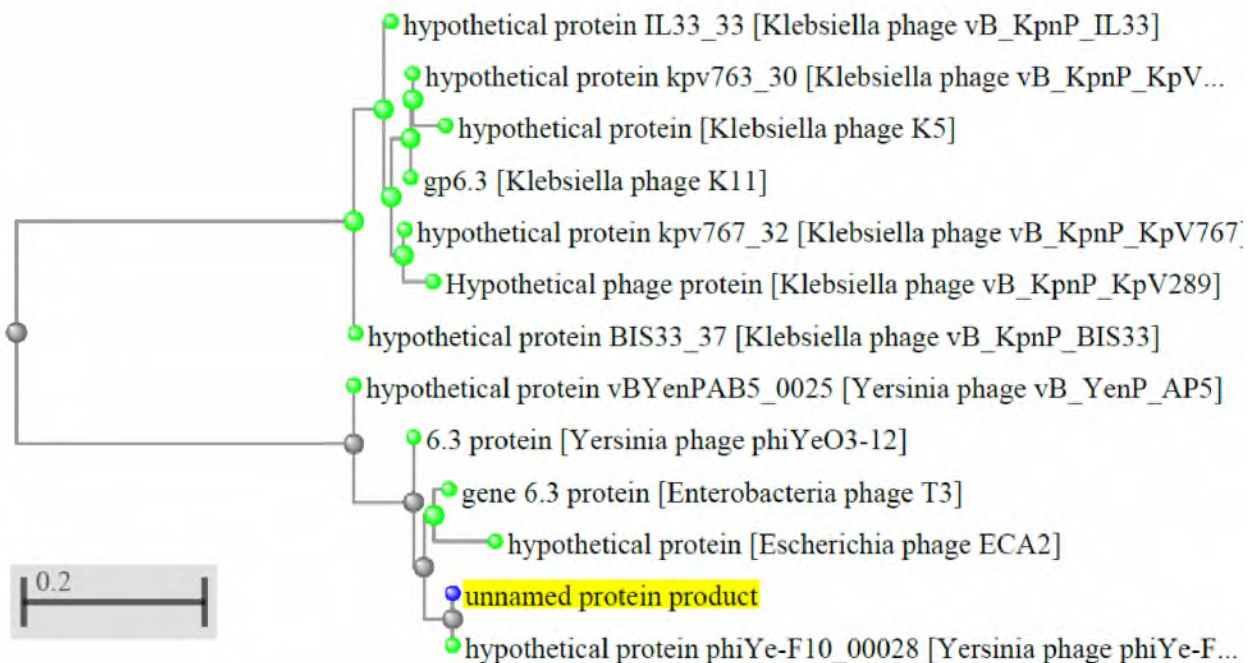 hypothetical protein IL33_33 [Klebsiella phage vB_KpnP_IL33]
hypothetical protein kpv763_30 [Klebsiella phage vB_KpnP_KpV...
hypothetical protein [Klebsiella phage K5]
gp6.3 [Klebsiella phage K11]
hypothetical protein kpv767_32 [Klebsiella phage vB_KpnP_KpV767]
Hypothetical phage protein [Klebsiella phage vB_KpnP_KpV289]
hypothetical protein BIS33_37 [Klebsiella phage vB_KpnP_BIS33]
hypothetical protein vBYenPAB5_0025 [Yersinia phage vB_YenP_AP5]
6.3 protein [Yersinia phage phiYeO3-12]
gene 6.3 protein [Enterobacteria phage T3]
hypothetical protein [Escherichia phage ECA2]
0.2
unnamed protein product
hypothetical protein phiYe-F10_00028 [Yersinia phage phiYe-F...